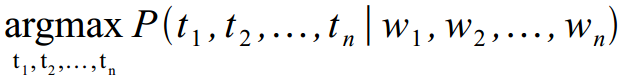 argmax P(t₁, t₂, ..., tₙ | w₁, w₂, ..., wₙ)
t₁,t₂,...,tₙ